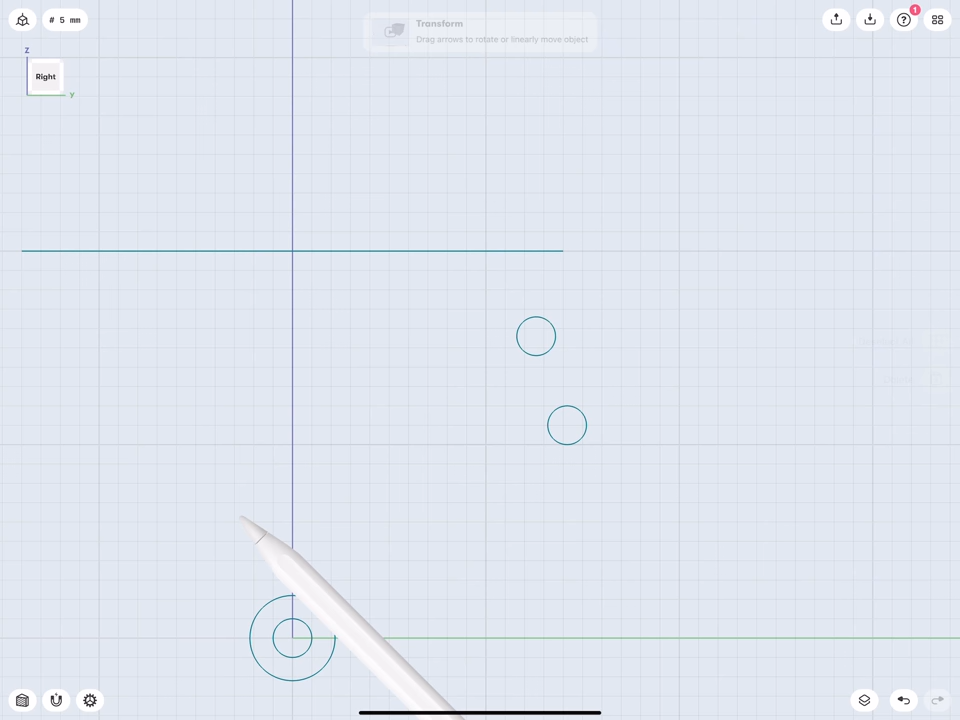 # 5 mm
Transform
Drag arrows to rotate or linearly move object
1
Z
Right
y